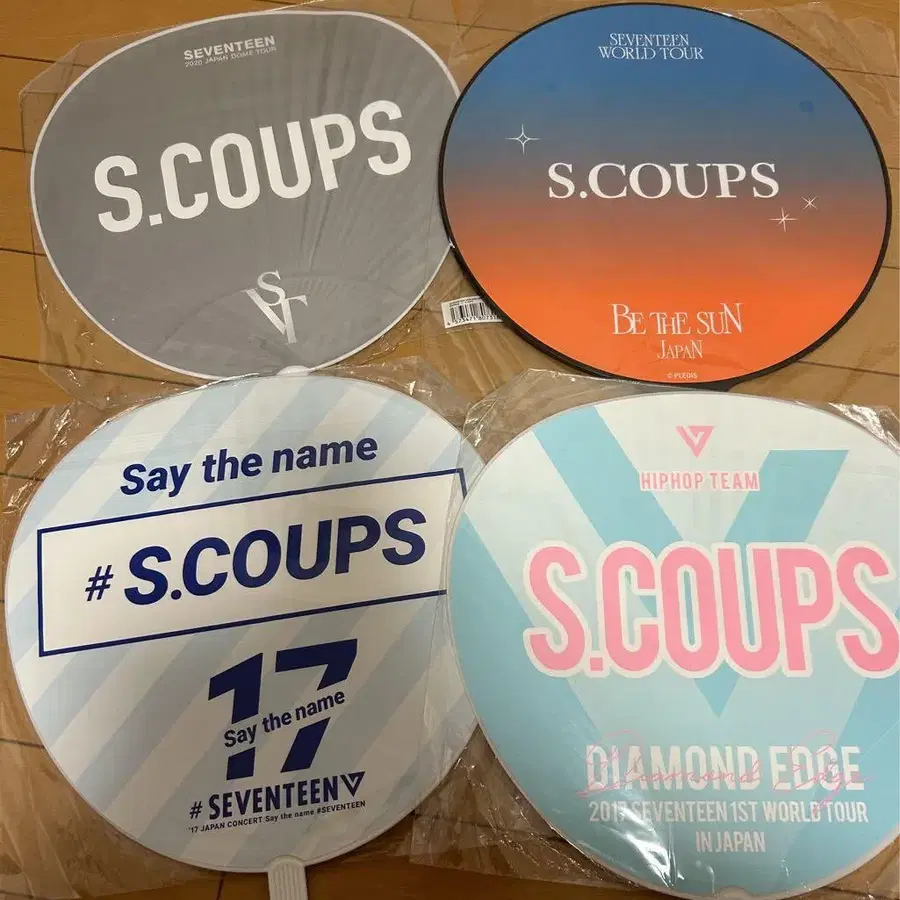 SEVENTEEN
2020 JAPAN DOME TOUR
S.COUPS
SVT
SEVENTEEN
WORLD TOUR
S.COUPS
BE THE SUN
JAPAN
© PLEDIS
Say the name
# S.COUPS
17
Say the name
# SEVENTEEN
'17 JAPAN CONCERT Say the name #SEVENTEEN
HIPHOP TEAM
S.COUPS
DIAMOND EDGE
Diamond Edge
2017 SEVENTEEN 1ST WORLD TOUR
IN JAPAN